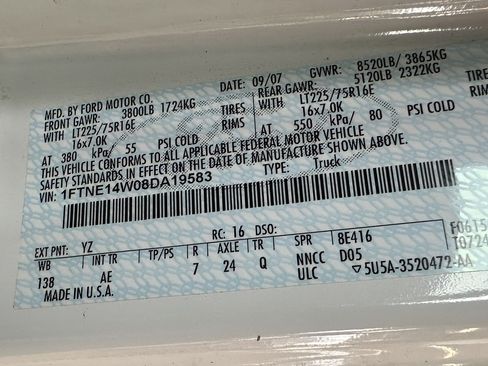 MFD. BY FORD MOTOR CO. DATE: 09/07 GVWR: 8520LB/ 3865KG
FRONT GAWR: 3800LB 1724KG REAR GAWR: 5120LB 2322KG
WITH LT225/75R16E TIRES WITH LT225/75R16E TIRES
16x7.0K RIMS 16x7.0K RIMS
AT 380 kPa/ 55 PSI COLD AT 550 kPa/ 80 PSI COLD
THIS VEHICLE CONFORMS TO ALL APPLICABLE FEDERAL MOTOR VEHICLE
SAFETY STANDARDS IN EFFECT ON THE DATE OF MANUFACTURE SHOWN ABOVE.
VIN: 1FTNE14W08DA19583 TYPE: Truck
F0615
T0724
EXT PNT: YZ RC: 16 DSO:
WB INT TR TP/PS R AXLE TR SPR 8E416
138 AE 7 24 Q NNCC D05
MADE IN U.S.A. ULC ▽5U5A-3520472-AA